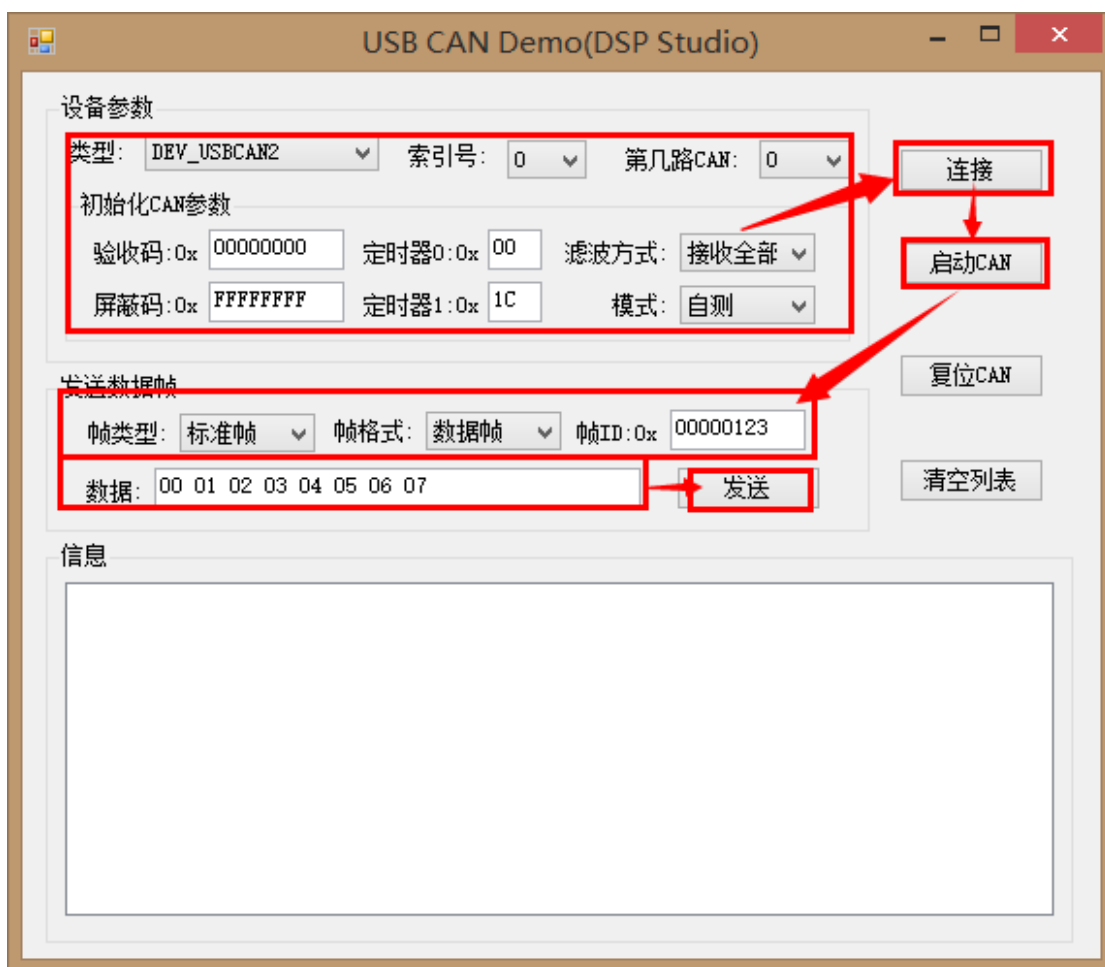 USB CAN Demo(DSP Studio)
设备参数
类型: DEV_USBCAN2 索引号: 0 第几路CAN: 0
连接
初始化CAN参数
验收码:0x 00000000 定时器0:0x 00 滤波方式: 接收全部
启动CAN
屏蔽码:0x FFFFFFFF 定时器1:0x 1C 模式: 自测
复位CAN
发送数据帧
帧类型: 标准帧 帧格式: 数据帧 帧ID:0x 00000123
数据: 00 01 02 03 04 05 06 07 发送
清空列表
信息